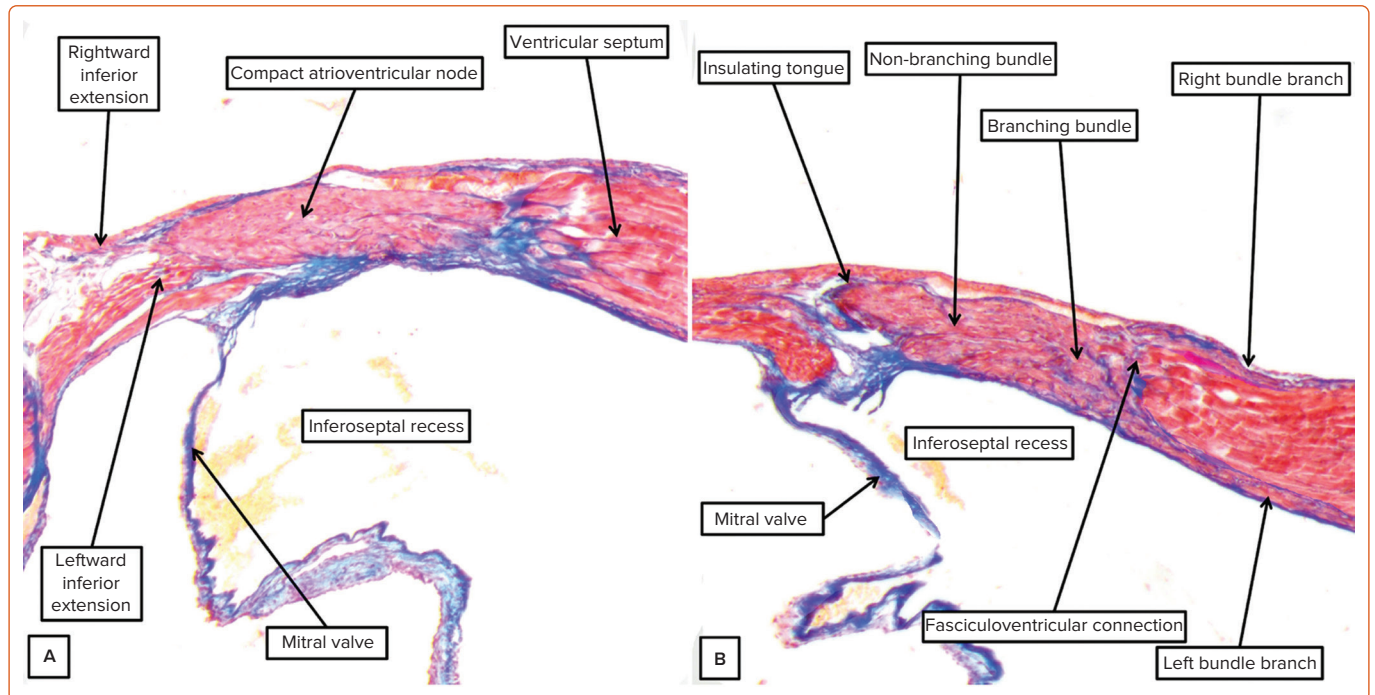 Rightward
inferior
extension
Compact atrioventricular node
Ventricular septum
Inferoseptal recess
Leftward
inferior
extension
Mitral valve
A
Insulating tongue
Non-branching bundle
Right bundle branch
Branching bundle
Inferoseptal recess
Mitral valve
Fasciculoventricular connection
Left bundle branch
B